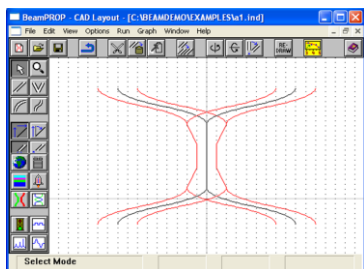 BeamPROP - CAD Layout - [C:\BEAMDEMO\EXAMPLES\a1.ind]
File Edit View Options Run Graph Window Help
RE-
DRAW
Select Mode